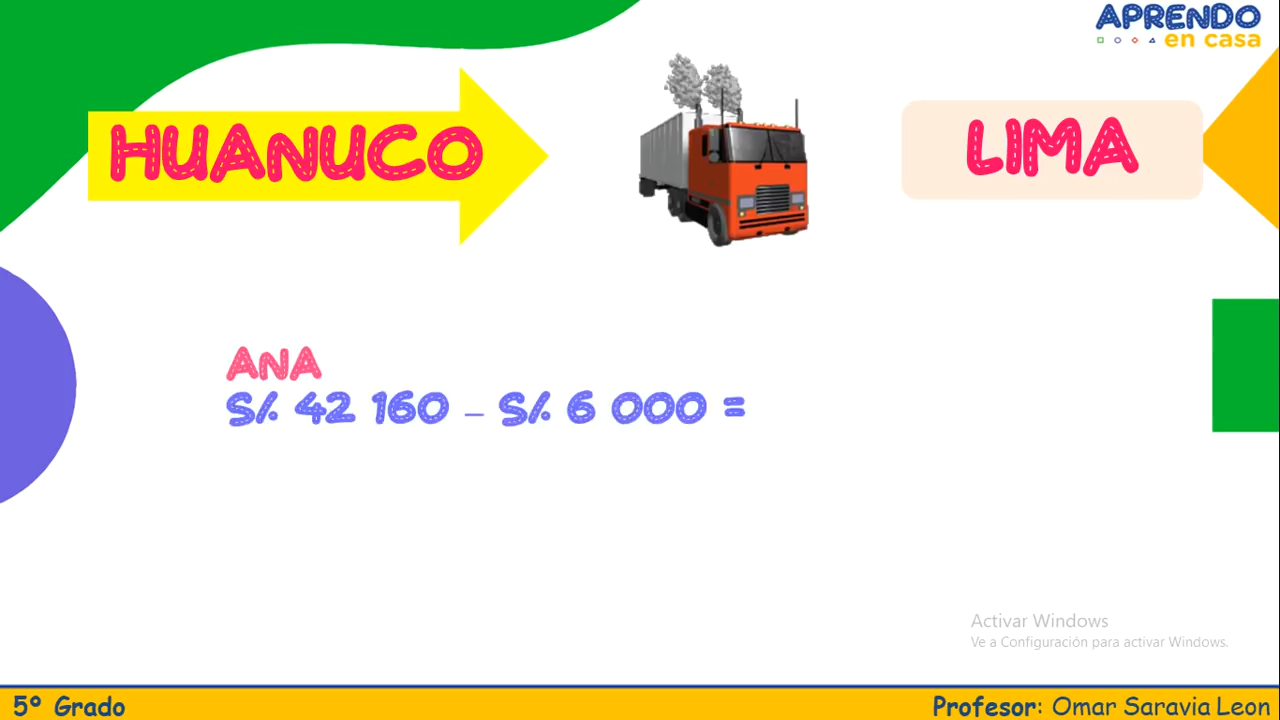 APRENDO
en casa
HUANUCO
LIMA
ANA
S/. 42 160 – S/. 6 000 =
Activar Windows
Ve a Configuración para activar Windows.
5º Grado
Profesor: Omar Saravia Leon